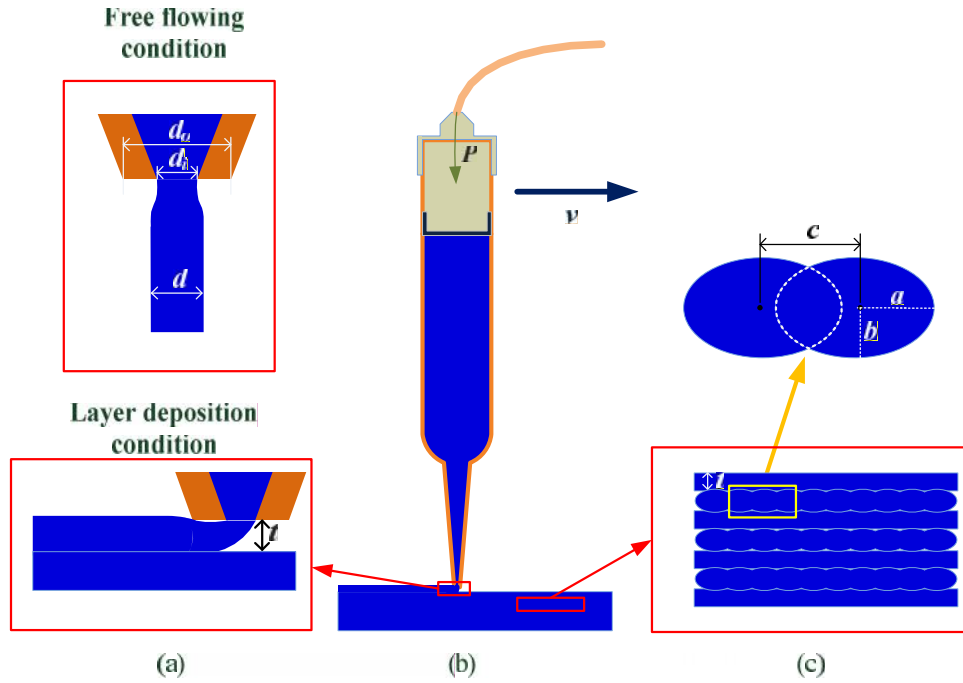 Free flowing
condition
dₒ
dᵢ
d
P
v
c
a
b
Layer deposition
condition
t
t
(a)
(b)
(c)